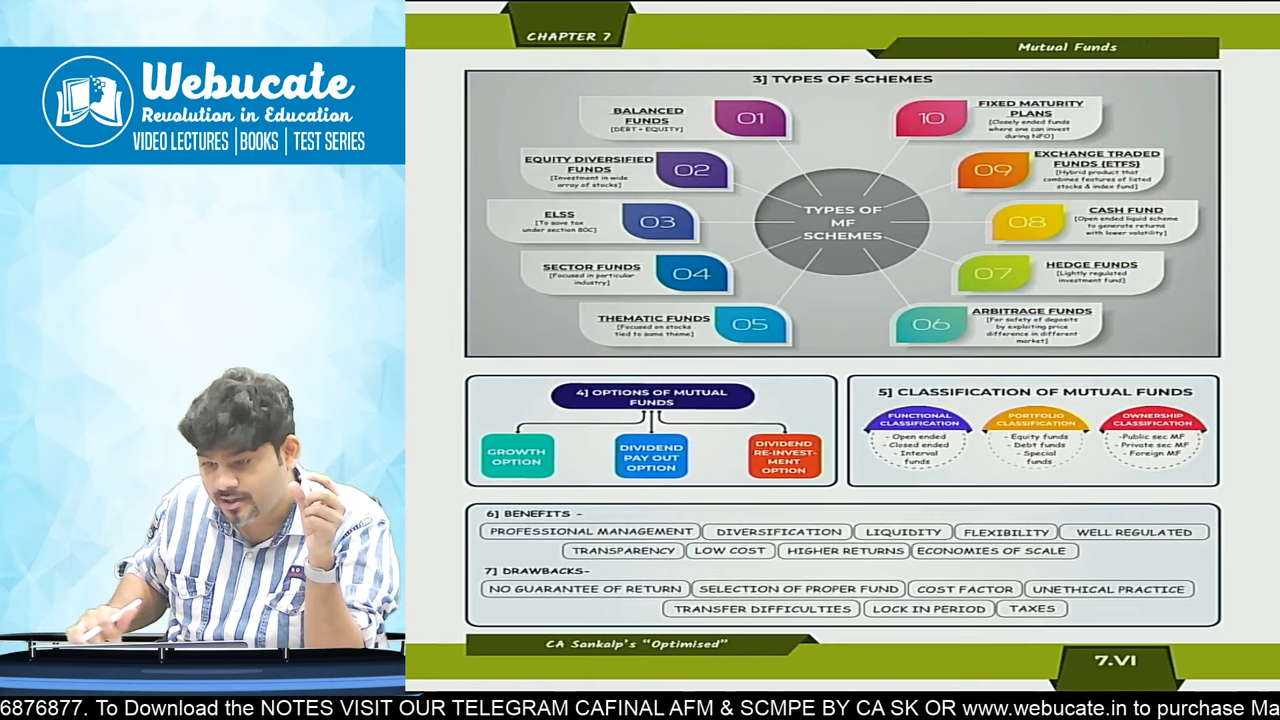 Webucate
Revolution in Education
VIDEO LECTURES | BOOKS | TEST SERIES
CHAPTER 7
Mutual Funds
3] TYPES OF SCHEMES
BALANCED
FUNDS
[DEBT + EQUITY]
01
EQUITY DIVERSIFIED
FUNDS
[Investment in wide
array of stocks]
02
ELSS
[To save tax
under section 80C]
03
SECTOR FUNDS
[Focused in particular
industry]
04
THEMATIC FUNDS
[Focused on stocks
tied to same theme]
05
TYPES OF
MF
SCHEMES
10
FIXED MATURITY
PLANS
[Closely ended funds
where one can invest
during NFO]
09
EXCHANGE TRADED
FUNDS (ETFS)
[Hybrid product that
combines features of listed
stocks & index fund]
08
CASH FUND
[Open ended liquid scheme
to generate returns
with lower volatility]
07
HEDGE FUNDS
[Lightly regulated
investment fund]
06
ARBITRAGE FUNDS
[For safety of deposits
by exploiting price
difference in different
market]
4] OPTIONS OF MUTUAL
FUNDS
GROWTH
OPTION
DIVIDEND
PAY OUT
OPTION
DIVIDEND
RE-INVEST-
MENT
OPTION
5] CLASSIFICATION OF MUTUAL FUNDS
FUNCTIONAL
CLASSIFICATION
- Open ended
- Closed ended
- Interval
funds
PORTFOLIO
CLASSIFICATION
- Equity funds
- Debt funds
- Special
funds
OWNERSHIP
CLASSIFICATION
-Public sec MF
- Private sec MF
- Foreign MF
6] BENEFITS -
PROFESSIONAL MANAGEMENT DIVERSIFICATION LIQUIDITY FLEXIBILITY WELL REGULATED
TRANSPARENCY LOW COST HIGHER RETURNS ECONOMIES OF SCALE
7] DRAWBACKS-
NO GUARANTEE OF RETURN SELECTION OF PROPER FUND COST FACTOR UNETHICAL PRACTICE
TRANSFER DIFFICULTIES LOCK IN PERIOD TAXES
CA Sankalp's "Optimised"
7.VI
6876877. To Download the NOTES VISIT OUR TELEGRAM CAFINAL AFM & SCMPE BY CA SK OR www.webucate.in to purchase Ma